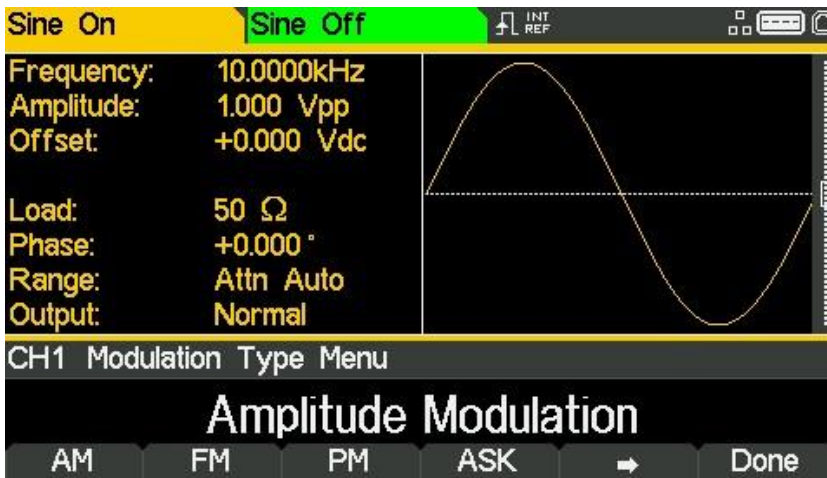 Sine On Sine Off INT REF
Frequency: 10.0000kHz
Amplitude: 1.000 Vpp
Offset: +0.000 Vdc
Load: 50 Ω
Phase: +0.000°
Range: Attn Auto
Output: Normal
CH1 Modulation Type Menu
Amplitude Modulation
AM FM PM ASK ➡ Done